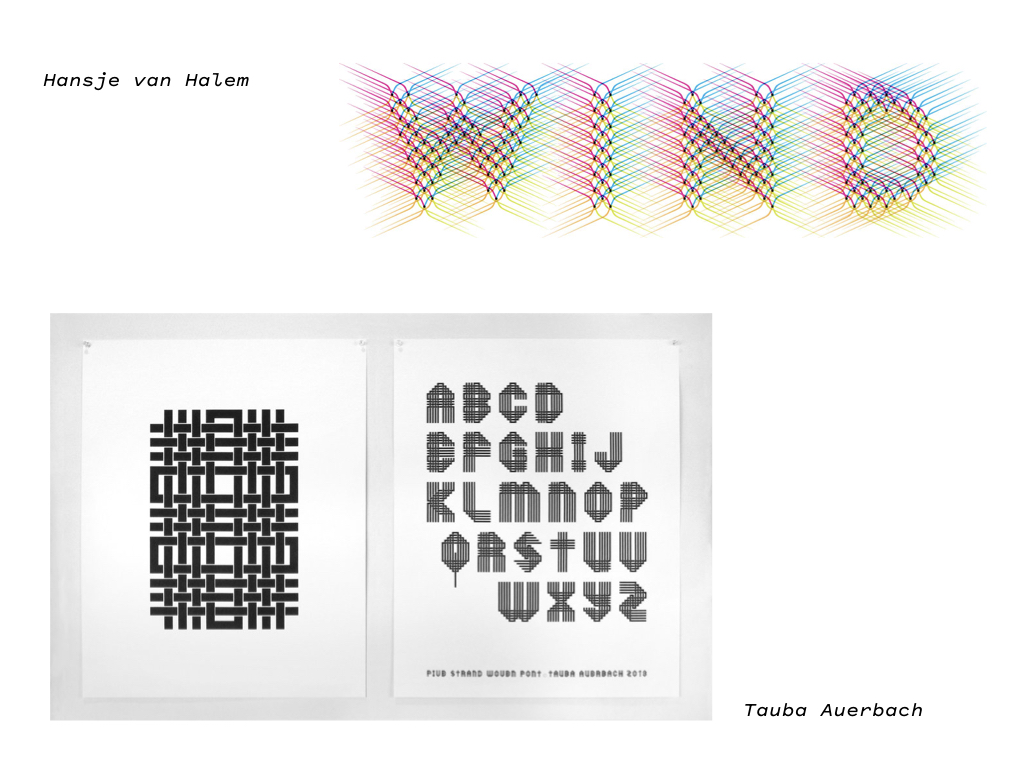 Hansje van Halem
WIND
ABCD
EFGHIJ
KLMNOP
QRSTUV
WXYZ
FIVE STRAND WOVEN FONT. TAUBA AUERBACH 2013
Tauba Auerbach